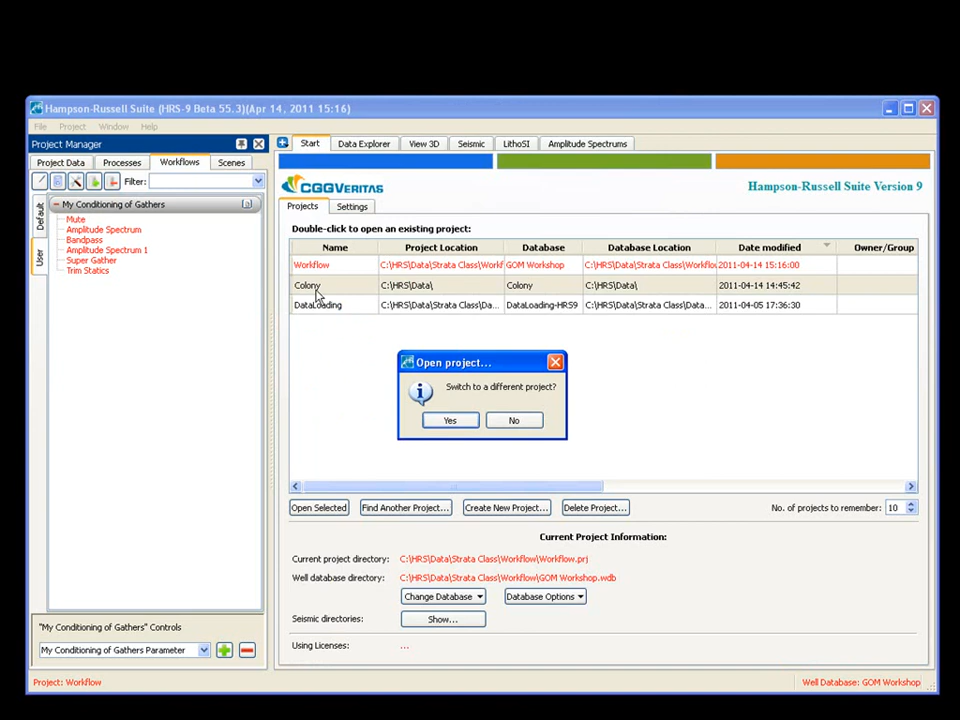 Hampson-Russell Suite (HRS-9 Beta 55.3)(Apr 14, 2011 15:16)
File Project Window Help
Project Manager
Start Data Explorer View 3D Seismic LithoSI Amplitude Spectrums
Project Data Processes Workflows Scenes
Filter:
CGGVERITAS
Hampson-Russell Suite Version 9
Default
User
My Conditioning of Gathers
Mute
Amplitude Spectrum
Bandpass
Amplitude Spectrum 1
Super Gather
Trim Statics
Projects Settings
Double-click to open an existing project:
Name Project Location Database Database Location Date modified Owner/Group
Workflow C:\HRS\Data\Strata Class\Workf GOM Workshop C:\HRS\Data\Strata Class\Workflo 2011-04-14 15:16:00
Colony C:\HRS\Data\ Colony C:\HRS\Data\ 2011-04-14 14:45:42
DataLoading C:\HRS\Data\Strata Class\Da... DataLoading-HRS9 C:\HRS\Data\Strata Class\Data... 2011-04-05 17:36:30
Open project...
Switch to a different project?
Yes No
Open Selected Find Another Project... Create New Project... Delete Project... No. of projects to remember: 10
Current Project Information:
Current project directory: C:\HRS\Data\Strata Class\Workflow\Workflow.prj
Well database directory: C:\HRS\Data\Strata Class\Workflow\GOM Workshop.wdb
Change Database Database Options
Seismic directories: Show...
Using Licenses: ...
"My Conditioning of Gathers" Controls
My Conditioning of Gathers Parameter
Project: Workflow
Well Database: GOM Workshop